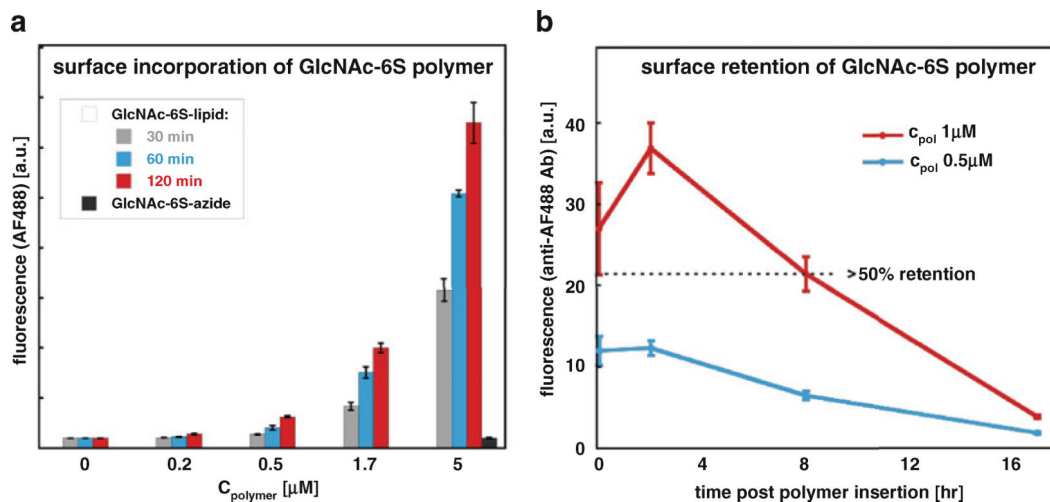 a
surface incorporation of GlcNAc-6S polymer
GlcNAc-6S-lipid:
30 min
60 min
120 min
GlcNAc-6S-azide
fluorescence (AF488) [a.u.]
0 0.2 0.5 1.7 5
C_polymer [μM]
b
surface retention of GlcNAc-6S polymer
c_pol 1μM
c_pol 0.5μM
>50% retention
fluorescence (anti-AF488 Ab) [a.u.]
40
30
20
10
0
0 4 8 12 16
time post polymer insertion [hr]